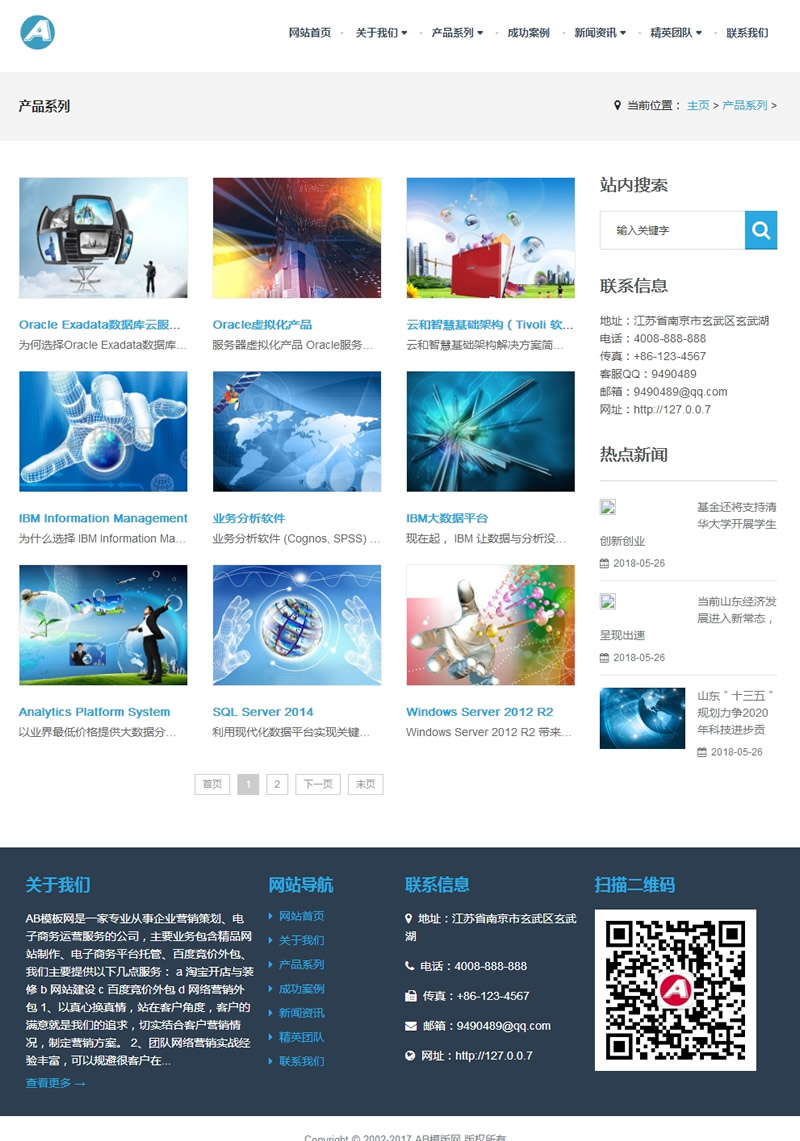 A
网站首页 - 关于我们 - 产品系列 - 成功案例 - 新闻资讯 - 精英团队 - 联系我们
产品系列
当前位置： 主页 > 产品系列 >
Oracle Exadata数据库云服...
为何选择Oracle Exadata数据库...
Oracle虚拟化产品
服务器虚拟化产品 Oracle服务...
云和智慧基础架构（Tivoli 软...
云和智慧基础架构解决方案简...
IBM Information Management
为什么选择 IBM Information Ma...
业务分析软件
业务分析软件 (Cognos, SPSS) ...
IBM大数据平台
现在起， IBM 让数据与分析没...
Analytics Platform System
以业界最低价格提供大数据分...
SQL Server 2014
利用现代化数据平台实现关键...
Windows Server 2012 R2
Windows Server 2012 R2 带来...
首页 1 2 下一页 末页
站内搜索
输入关键字
联系信息
地址：江苏省南京市玄武区玄武湖
电话：4008-888-888
传真：+86-123-4567
客服QQ：9490489
邮箱：9490489@qq.com
网址：http://127.0.0.7
热点新闻
基金还将支持清
华大学开展学生
创新创业
2018-05-26
当前山东经济发
展进入新常态，
呈现出速
2018-05-26
山东＂十三五＂
规划力争2020
年科技进步贡
2018-05-26
关于我们
AB模板网是一家专业从事企业营销策划、电
子商务运营服务的公司，主要业务包含精品网
站制作、电子商务平台托管、百度竞价外包、
我们主要提供以下几点服务： a 淘宝开店与装
修 b 网站建设 c 百度竞价外包 d 网络营销外
包 1、以真心换真情，站在客户角度，客户的
满意就是我们的追求，切实结合客户营销情
况，制定营销方案。 2、团队网络营销实战经
验丰富，可以规避很客户在...
查看更多 →
网站导航
网站首页
关于我们
产品系列
成功案例
新闻资讯
精英团队
联系我们
联系信息
地址：江苏省南京市玄武区玄武
湖
电话：4008-888-888
传真：+86-123-4567
邮箱：9490489@qq.com
网址：http://127.0.0.7
扫描二维码
A
Copyright © 2002-2017 AB模版网 版权所有